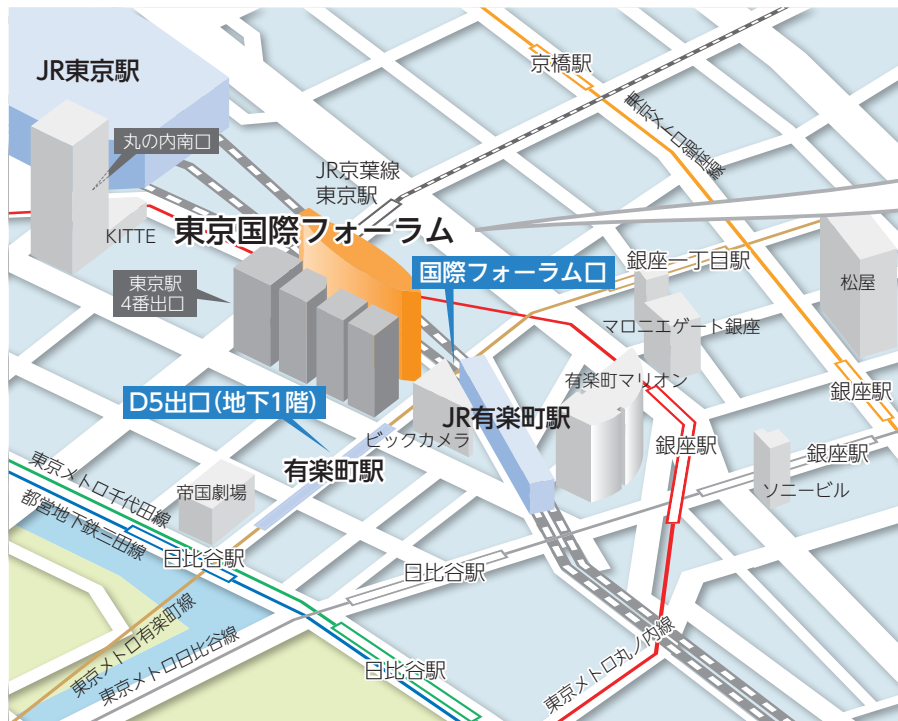 JR東京駅
京橋駅
東京メトロ銀座線
丸の内南口
JR京葉線
東京駅
KITTE
東京国際フォーラム
国際フォーラム口
銀座一丁目駅
東京駅
4番出口
松屋
マロニエゲート銀座
有楽町マリオン
D5出口(地下1階)
JR有楽町駅
銀座駅
ビックカメラ
銀座駅
銀座駅
有楽町駅
東京メトロ千代田線
帝国劇場
ソニービル
都営地下鉄三田線
日比谷駅
日比谷駅
東京メトロ有楽町線
東京メトロ日比谷線
日比谷駅
東京メトロ丸ノ内線